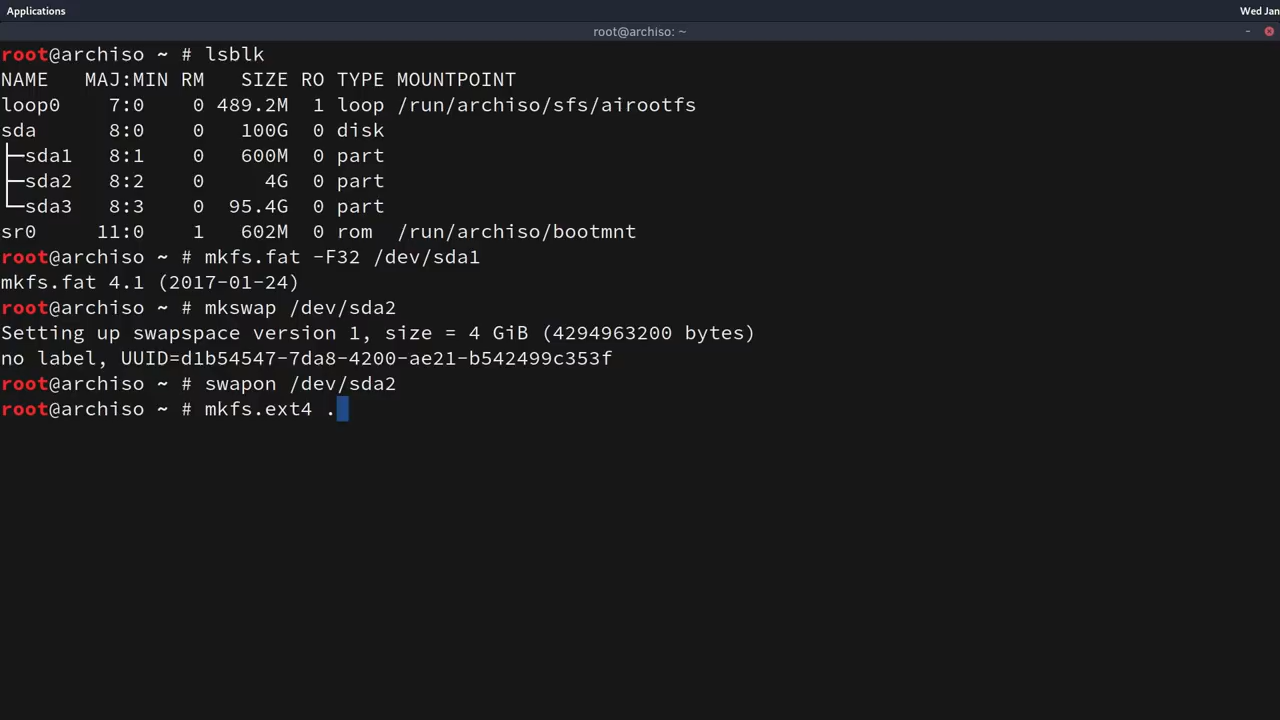 Applications
Wed Jan
root@archiso: ~
root@archiso ~ # lsblk
NAME   MAJ:MIN RM   SIZE RO TYPE MOUNTPOINT
loop0    7:0    0 489.2M  1 loop /run/archiso/sfs/airootfs
sda      8:0    0   100G  0 disk
├─sda1   8:1    0   600M  0 part
├─sda2   8:2    0     4G  0 part
└─sda3   8:3    0  95.4G  0 part
sr0     11:0    1   602M  0 rom  /run/archiso/bootmnt
root@archiso ~ # mkfs.fat -F32 /dev/sda1
mkfs.fat 4.1 (2017-01-24)
root@archiso ~ # mkswap /dev/sda2
Setting up swapspace version 1, size = 4 GiB (4294963200 bytes)
no label, UUID=d1b54547-7da8-4200-ae21-b542499c353f
root@archiso ~ # swapon /dev/sda2
root@archiso ~ # mkfs.ext4 .